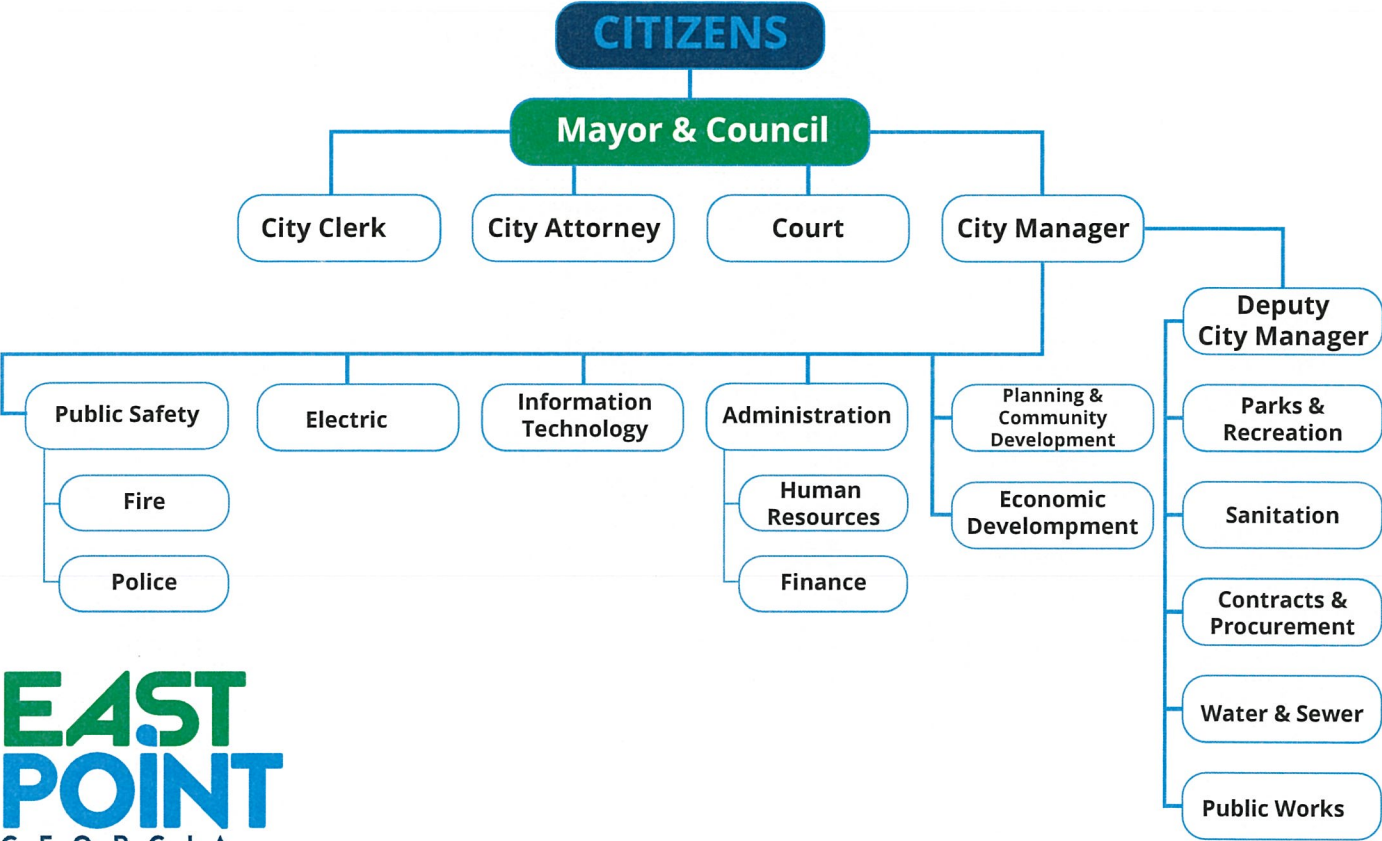 CITIZENS
Mayor & Council
City Clerk
City Attorney
Court
City Manager
Deputy
City Manager
Public Safety
Electric
Information
Technology
Administration
Planning &
Community
Development
Parks &
Recreation
Fire
Human
Resources
Economic
Develompment
Sanitation
Police
Finance
Contracts &
Procurement
Water & Sewer
Public Works
EAST
POINT
GEORGIA